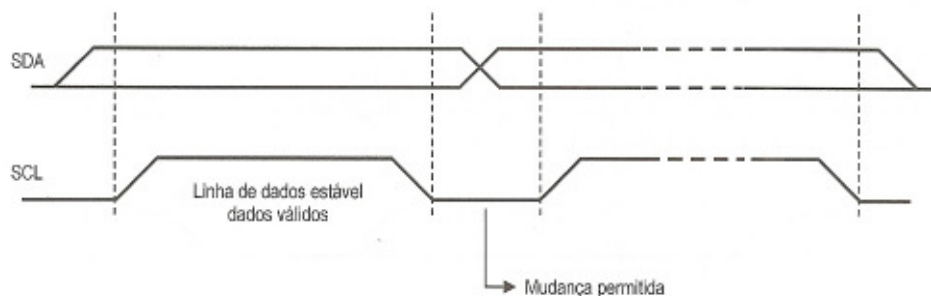 SDA
SCL
Linha de dados estável
dados válidos
Mudança permitida